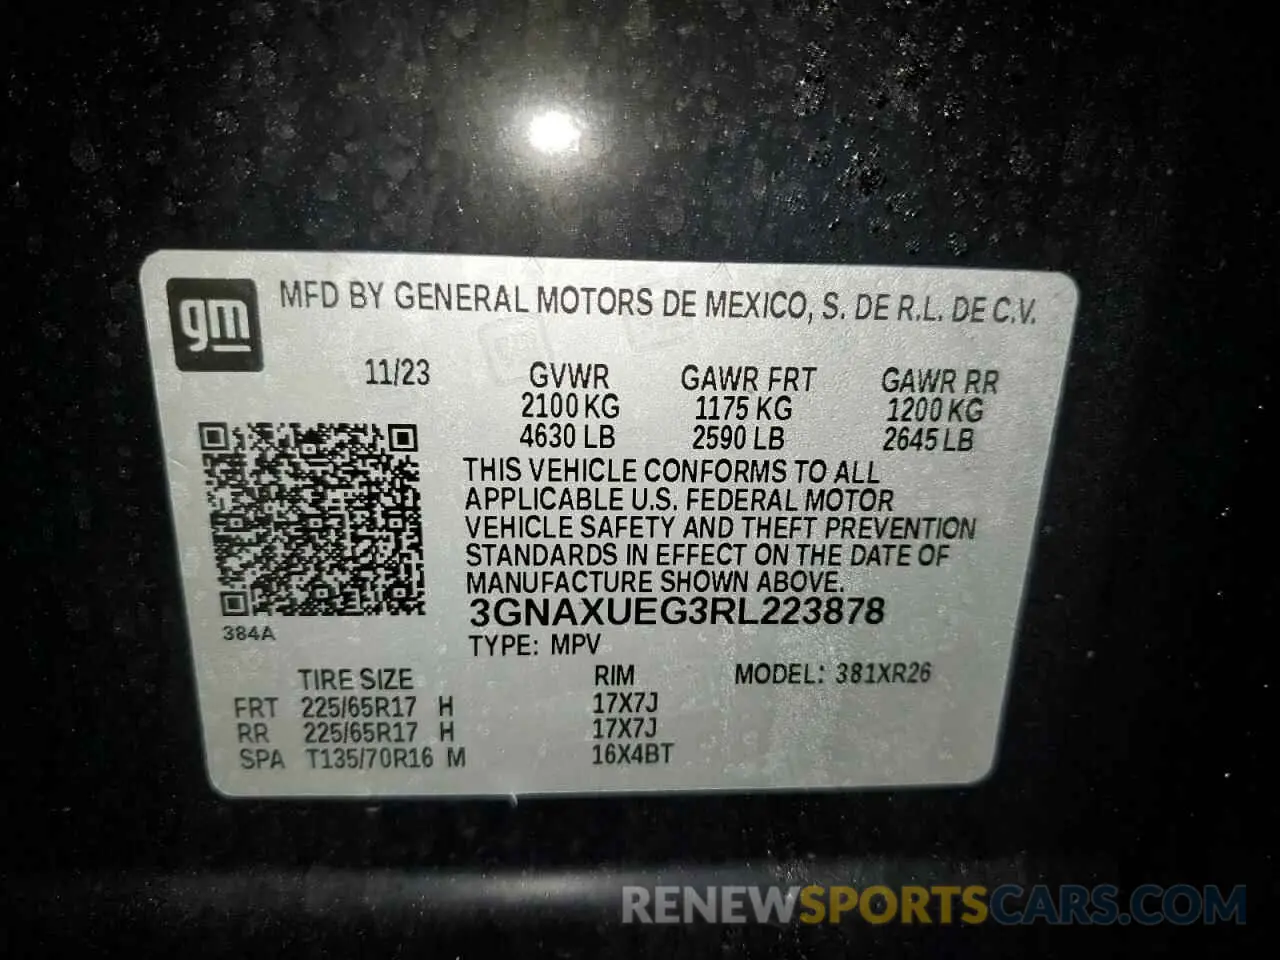 gm MFD BY GENERAL MOTORS DE MEXICO, S. DE R.L. DE C.V.
11/23 GVWR GAWR FRT GAWR RR
2100 KG 1175 KG 1200 KG
4630 LB 2590 LB 2645 LB
THIS VEHICLE CONFORMS TO ALL
APPLICABLE U.S. FEDERAL MOTOR
VEHICLE SAFETY AND THEFT PREVENTION
STANDARDS IN EFFECT ON THE DATE OF
MANUFACTURE SHOWN ABOVE.
3GNAXUEG3RL223878
384A
TYPE: MPV
TIRE SIZE RIM MODEL: 381XR26
FRT 225/65R17 H 17X7J
RR 225/65R17 H 17X7J
SPA T135/70R16 M 16X4BT
RENEWSPORTSCARS.COM